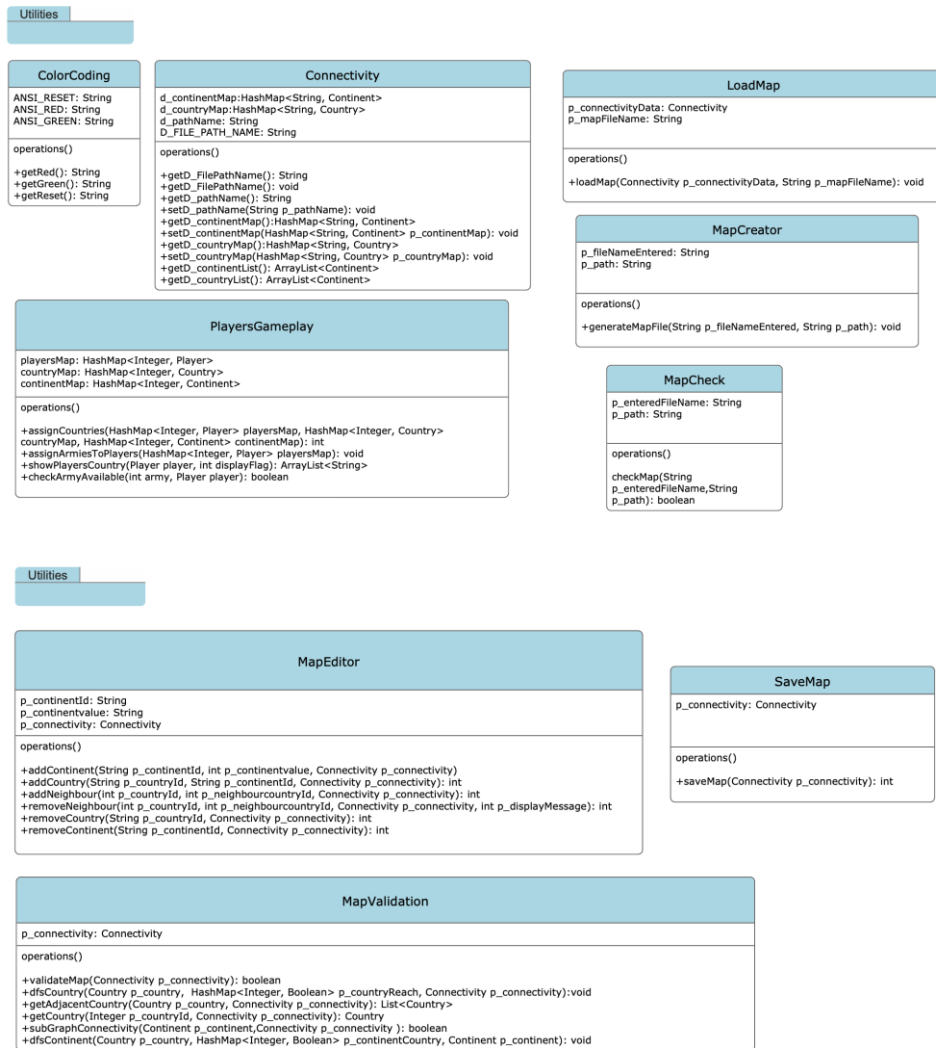 Utilities
ColorCoding
ANSI_RESET: String
ANSI_RED: String
ANSI_GREEN: String
operations()
+getRed(): String
+getGreen(): String
+getReset(): String
Connectivity
d_continentMap:HashMap<String, Continent>
d_countryMap:HashMap<String, Country>
d_pathName: String
D_FILE_PATH_NAME: String
operations()
+getD_FilePathName(): String
+getD_FilePathName(): void
+getD_pathName(): String
+setD_pathName(String p_pathName): void
+getD_continentMap():HashMap<String, Continent>
+setD_continentMap(HashMap<String, Continent> p_continentMap): void
+getD_countryMap():HashMap<String, Country>
+setD_countryMap(HashMap<String, Country> p_countryMap): void
+getD_continentList(): ArrayList<Continent>
+getD_countryList(): ArrayList<Continent>
LoadMap
p_connectivityData: Connectivity
p_mapFileName: String
operations()
+loadMap(Connectivity p_connectivityData, String p_mapFileName): void
MapCreator
p_fileNameEntered: String
p_path: String
operations()
+generateMapFile(String p_fileNameEntered, String p_path): void
PlayersGameplay
playersMap: HashMap<Integer, Player>
countryMap: HashMap<Integer, Country>
continentMap: HashMap<Integer, Continent>
operations()
+assignCountries(HashMap<Integer, Player> playersMap, HashMap<Integer, Country>
countryMap, HashMap<Integer, Continent> continentMap): int
+assignArmiesToPlayers(HashMap<Integer, Player> playersMap): void
+showPlayersCountry(Player player, int displayFlag): ArrayList<String>
+checkArmyAvailable(int army, Player player): boolean
MapCheck
p_enteredFileName: String
p_path: String
operations()
checkMap(String
p_enteredFileName,String
p_path): boolean
Utilities
MapEditor
p_continentId: String
p_continentvalue: String
p_connectivity: Connectivity
operations()
+addContinent(String p_continentId, int p_continentvalue, Connectivity p_connectivity)
+addCountry(String p_countryId, String p_continentId, Connectivity p_connectivity): int
+addNeighbour(int p_countryId, int p_neighbourcountryId, Connectivity p_connectivity): int
+removeNeighbour(int p_countryId, int p_neighbourcountryId, Connectivity p_connectivity, int p_displayMessage): int
+removeCountry(String p_countryId, Connectivity p_connectivity): int
+removeContinent(String p_continentId, Connectivity p_connectivity): int
SaveMap
p_connectivity: Connectivity
operations()
+saveMap(Connectivity p_connectivity): int
MapValidation
p_connectivity: Connectivity
operations()
+validateMap(Connectivity p_connectivity): boolean
+dfsCountry(Country p_country, HashMap<Integer, Boolean> p_countryReach, Connectivity p_connectivity):void
+getAdjacentCountry(Country p_country, Connectivity p_connectivity): List<Country>
+getCountry(Integer p_countryId, Connectivity p_connectivity): Country
+subGraphConnectivity(Continent p_continent,Connectivity p_connectivity ): boolean
+dfsContinent(Country p_country, HashMap<Integer, Boolean> p_continentCountry, Continent p_continent): void